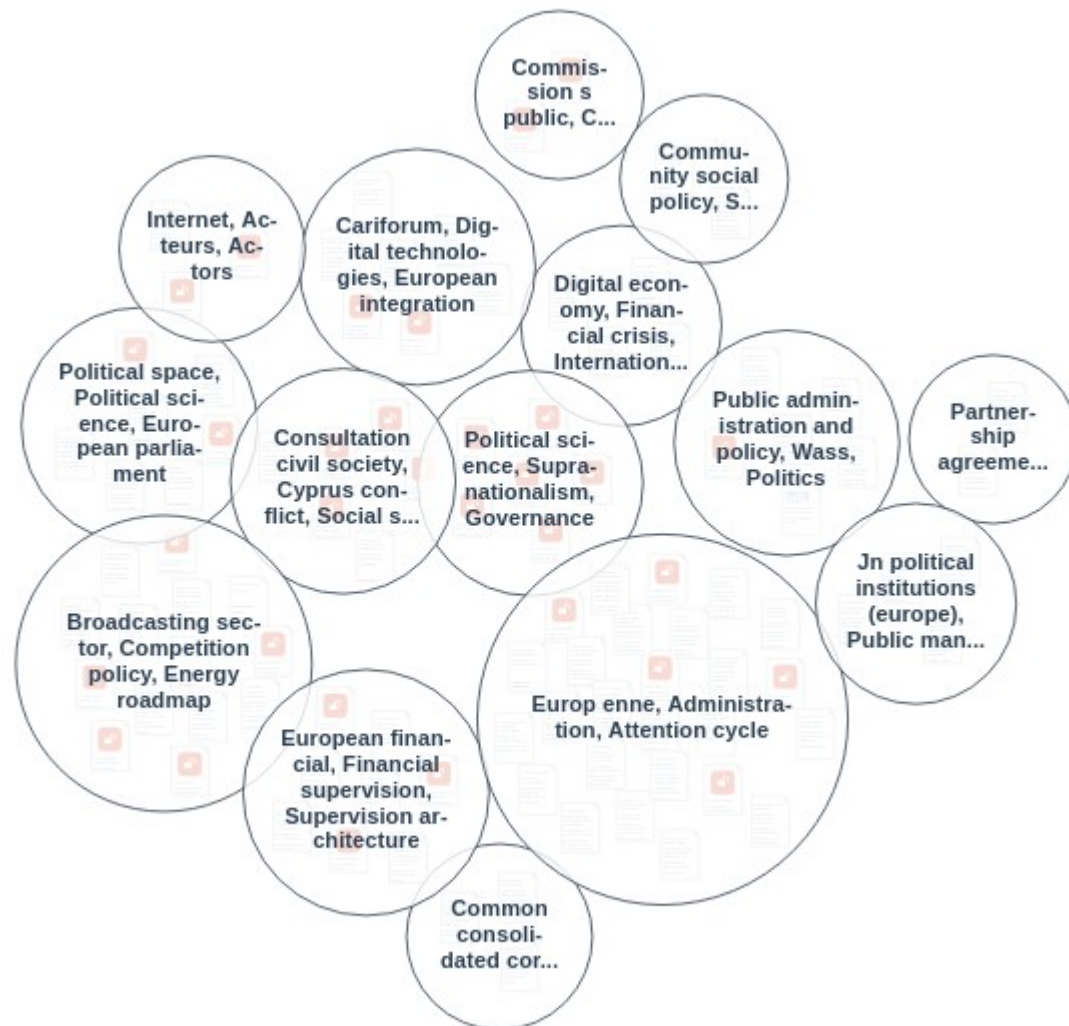 Commis-
sion s
public, C...
Commu-
nity social
policy, S...
Internet, Ac-
teurs, Ac-
tors
Cariforum, Dig-
ital technolo-
gies, European
integration
Digital econ-
omy, Finan-
cial crisis,
Internation...
Political space,
Political sci-
ence, Euro-
pean parlia-
ment
Consultation
civil society,
Cyprus con-
flict, Social s...
Political sci-
ence, Supra-
nationalism,
Governance
Public admin-
istration and
policy, Wass,
Politics
Partner-
ship
agreeme...
Jn political
institutions
(europe),
Public man...
Broadcasting sec-
tor, Competition
policy, Energy
roadmap
European finan-
cial, Financial
supervision,
Supervision ar-
chitecture
Europ enne, Administra-
tion, Attention cycle
Common
consoli-
dated cor...